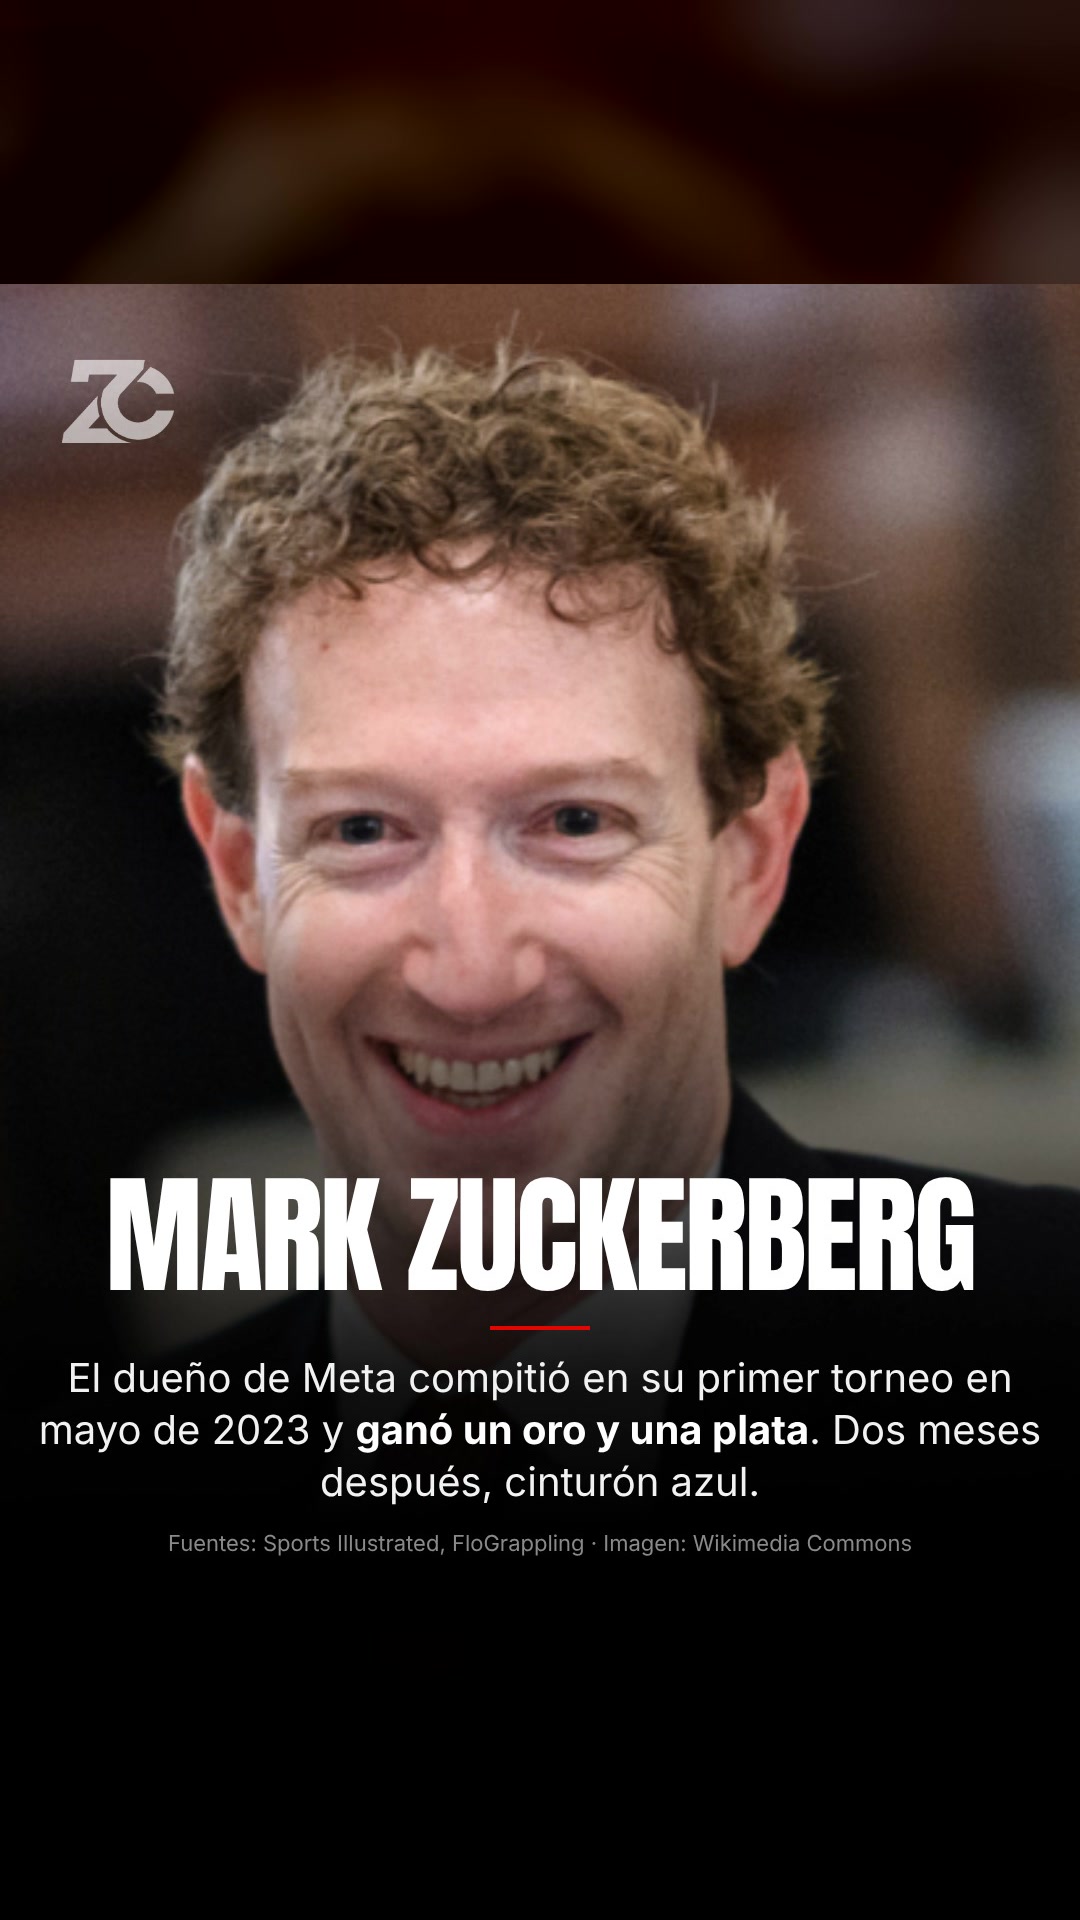 ZC
MARK ZUCKERBERG
El dueño de Meta compitió en su primer torneo en
mayo de 2023 y ganó un oro y una plata. Dos meses
después, cinturón azul.
Fuentes: Sports Illustrated, FloGrappling · Imagen: Wikimedia Commons